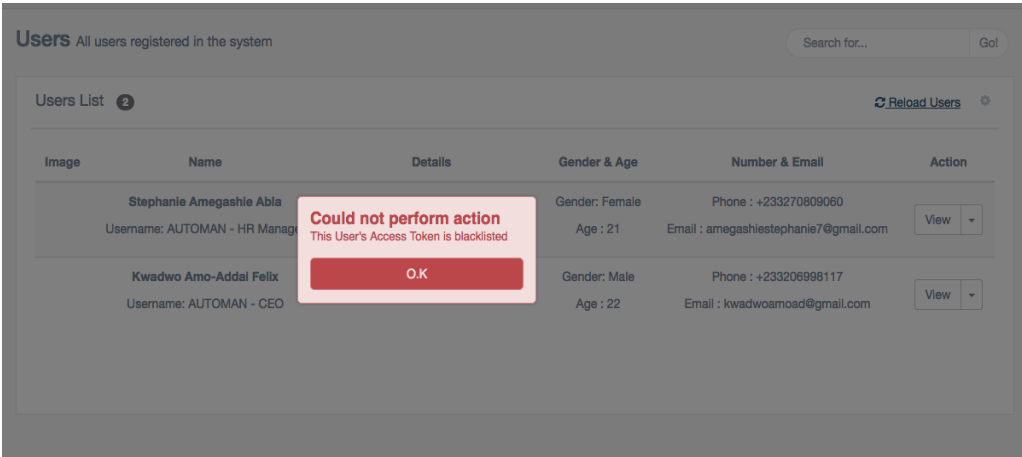 Users All users registered in the system
Search for... Go!
Users List 2
Reload Users
Image Name Details Gender & Age Number & Email Action
Stephanie Amegashie Abla Gender: Female Phone : +233270809060
Username: AUTOMAN - HR Manage Age : 21 Email : amegashiestephanie7@gmail.com View
Could not perform action
This User's Access Token is blacklisted
O.K
Kwadwo Amo-Addai Felix Gender: Male Phone : +233206998117
Username: AUTOMAN - CEO Age : 22 Email : kwadwoamoad@gmail.com View